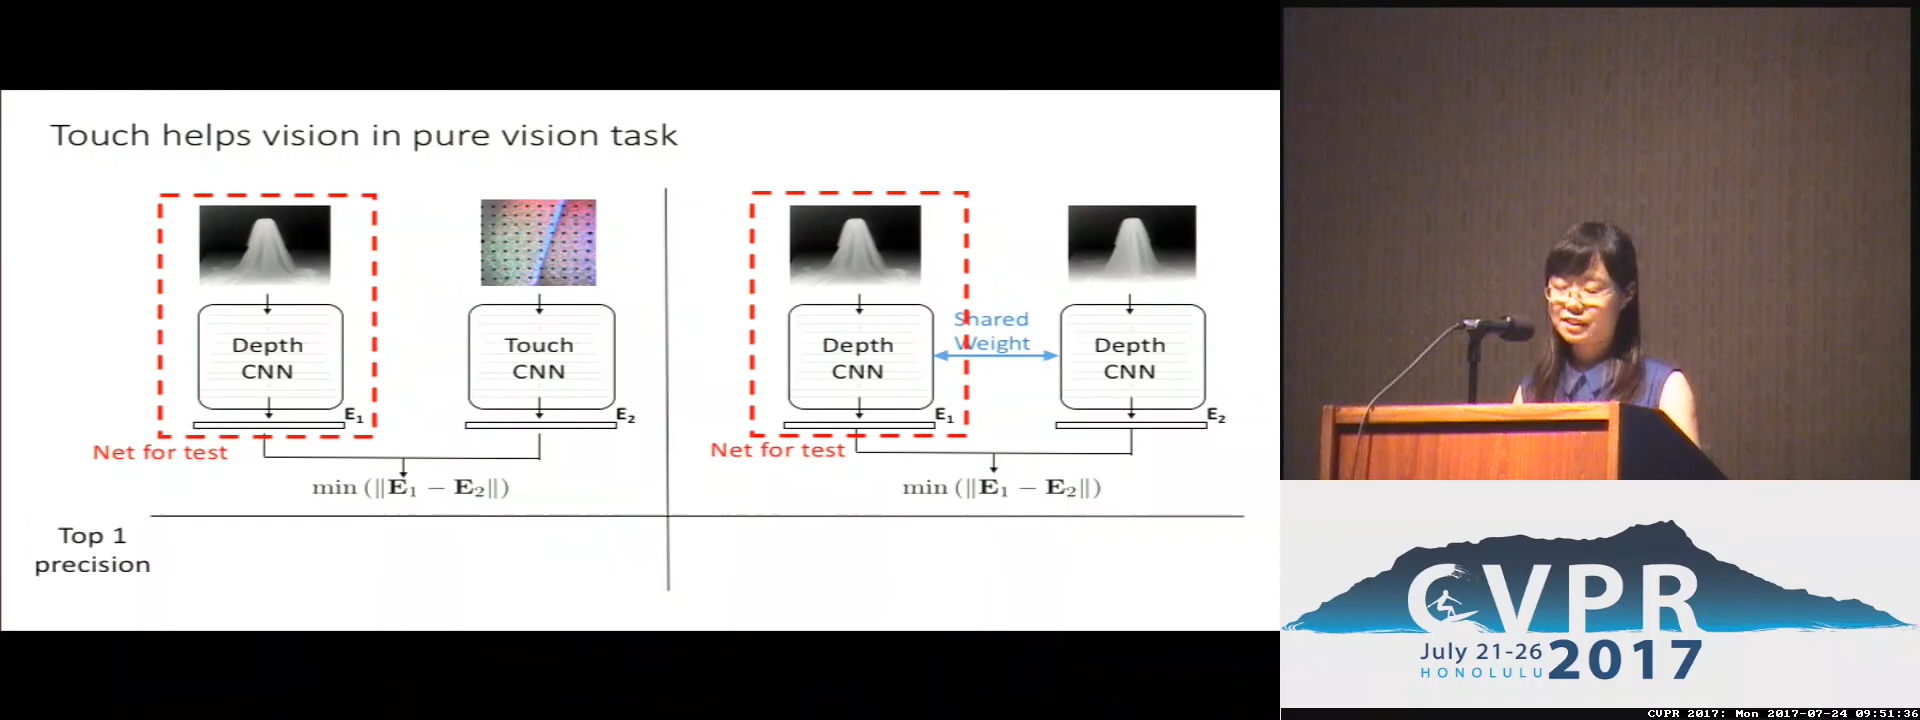 Touch helps vision in pure vision task
Depth
CNN
E1
Touch
CNN
E2
Net for test
min (‖E1 − E2‖)
Depth
CNN
E1
Shared
Weight
Depth
CNN
E2
Net for test
min (‖E1 − E2‖)
Top 1
precision
CVPR
July 21-26
HONOLULU
2017
CVPR 2017: Mon 2017-07-24 09:51:36